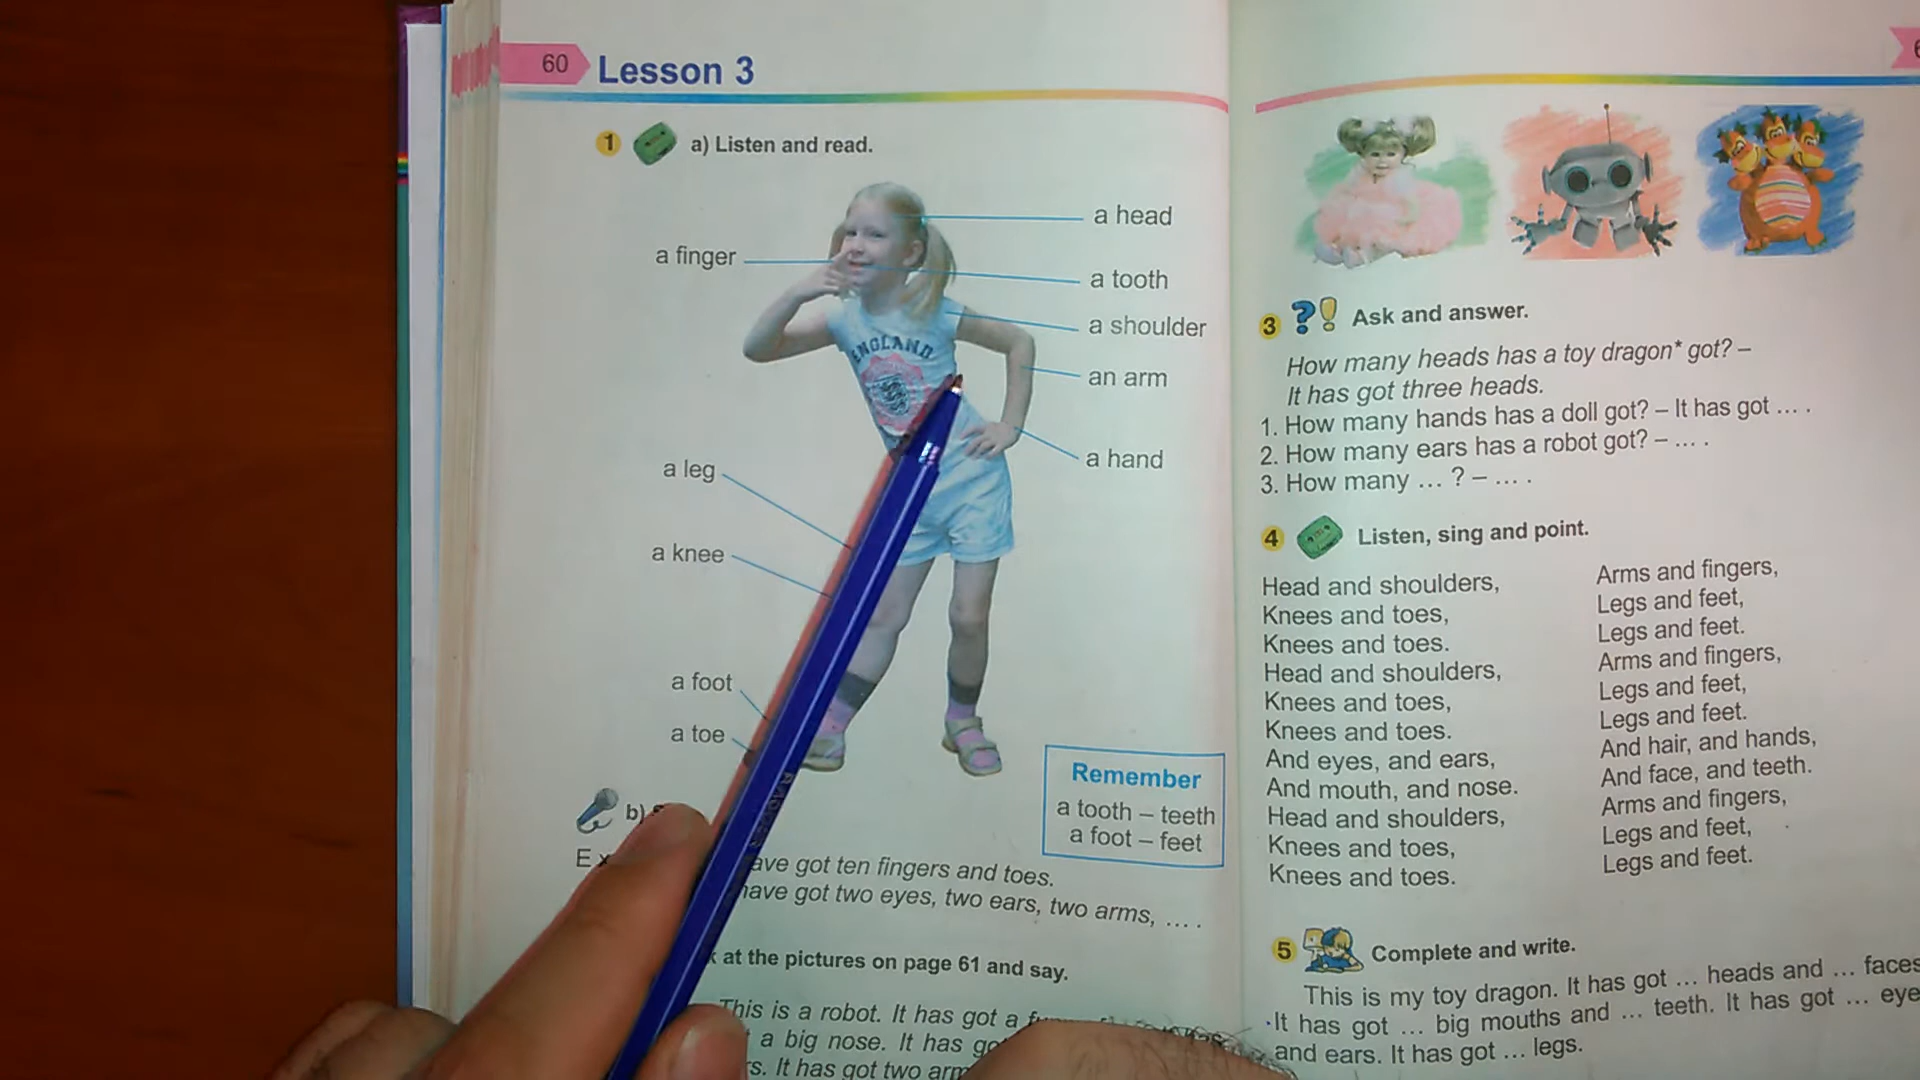 60 Lesson 3
1 a) Listen and read.
a head
a finger
a tooth
a shoulder
ENGLAND
an arm
a hand
a leg
a knee
a foot
a toe
Remember
a tooth – teeth
a foot – feet
b)
got ten fingers and toes.
have got two eyes, two ears, two arms, ... .
at the pictures on page 61 and say.
This is a robot. It has got a
a big nose. It has
It has got two
3 ?! Ask and answer.
How many heads has a toy dragon* got? –
It has got three heads.
1. How many hands has a doll got? – It has got ... .
2. How many ears has a robot got? – ... .
3. How many ... ? – ... .
4 Listen, sing and point.
Head and shoulders,
Knees and toes,
Knees and toes.
Head and shoulders,
Knees and toes,
Knees and toes.
And eyes, and ears,
And mouth, and nose.
Head and shoulders,
Knees and toes,
Knees and toes.
Arms and fingers,
Legs and feet,
Legs and feet.
Arms and fingers,
Legs and feet,
Legs and feet.
And hair, and hands,
And face, and teeth.
Arms and fingers,
Legs and feet,
Legs and feet.
5 Complete and write.
This is my toy dragon. It has got ... heads and ... faces
It has got ... big mouths and ... teeth. It has got ... eye
and ears. It has got ... legs.